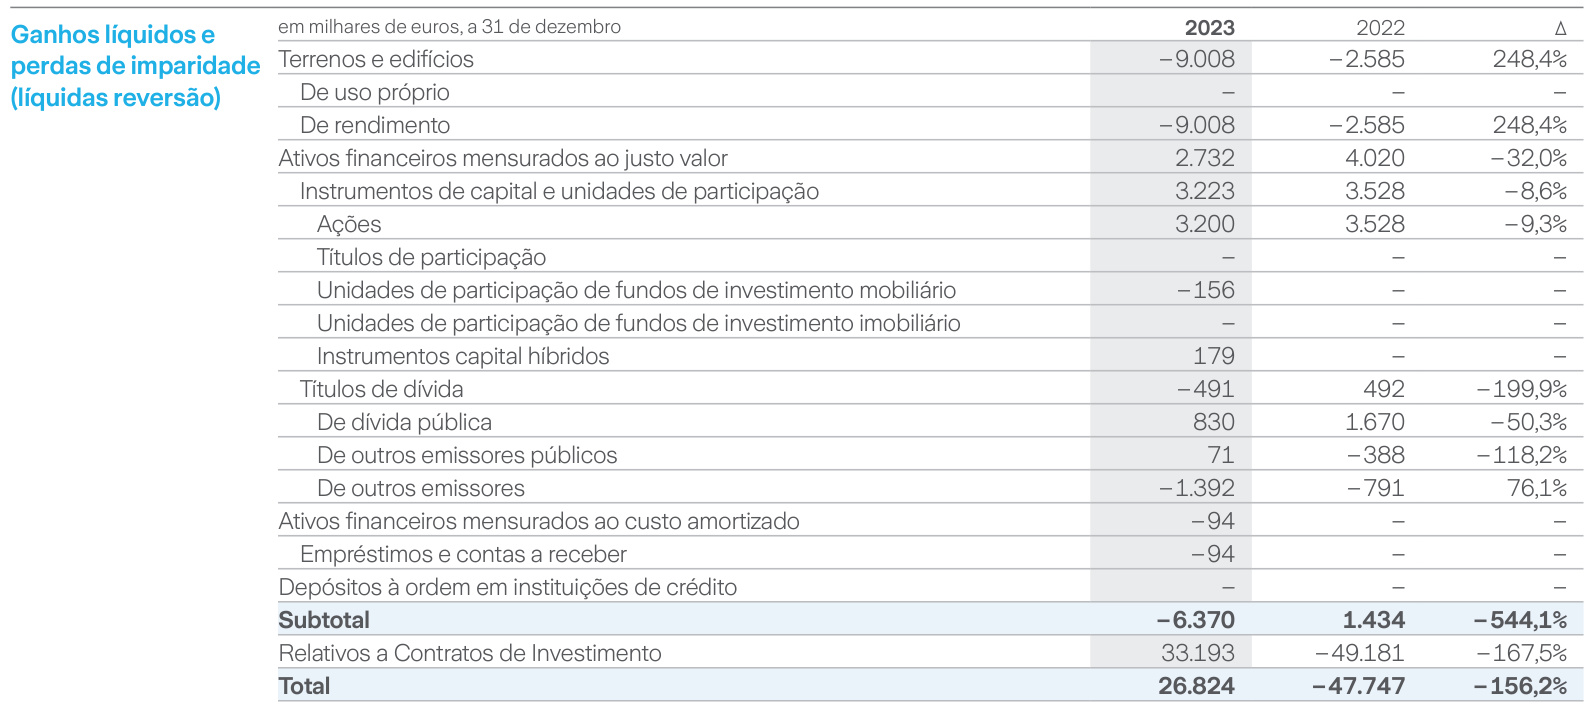 Ganhos líquidos e
perdas de imparidade
(líquidas reversão)
em milhares de euros, a 31 de dezembro 2023 2022 Δ
Terrenos e edifícios –9.008 –2.585 248,4%
De uso próprio – – –
De rendimento –9.008 –2.585 248,4%
Ativos financeiros mensurados ao justo valor 2.732 4.020 –32,0%
Instrumentos de capital e unidades de participação 3.223 3.528 –8,6%
Ações 3.200 3.528 –9,3%
Títulos de participação – – –
Unidades de participação de fundos de investimento mobiliário –156 – –
Unidades de participação de fundos de investimento imobiliário – – –
Instrumentos capital híbridos 179 – –
Títulos de dívida –491 492 –199,9%
De dívida pública 830 1.670 –50,3%
De outros emissores públicos 71 –388 –118,2%
De outros emissores –1.392 –791 76,1%
Ativos financeiros mensurados ao custo amortizado –94 – –
Empréstimos e contas a receber –94 – –
Depósitos à ordem em instituições de crédito – – –
Subtotal –6.370 1.434 –544,1%
Relativos a Contratos de Investimento 33.193 –49.181 –167,5%
Total 26.824 –47.747 –156,2%